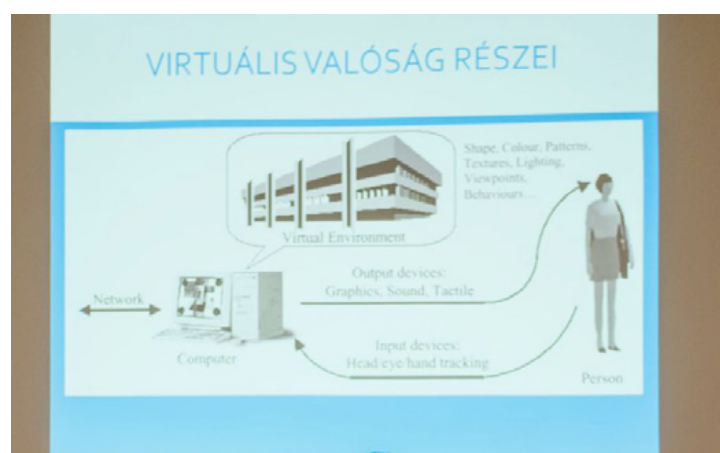 VIRTUÁLIS VALÓSÁG RÉSZEI
Shape, Colour, Patterns,
Textures, Lighting,
Viewpoints,
Behaviours...
Virtual Environment
Output devices:
Graphics, Sound, Tactile
Network
Computer
Input devices:
Head/eye/hand tracking
Person